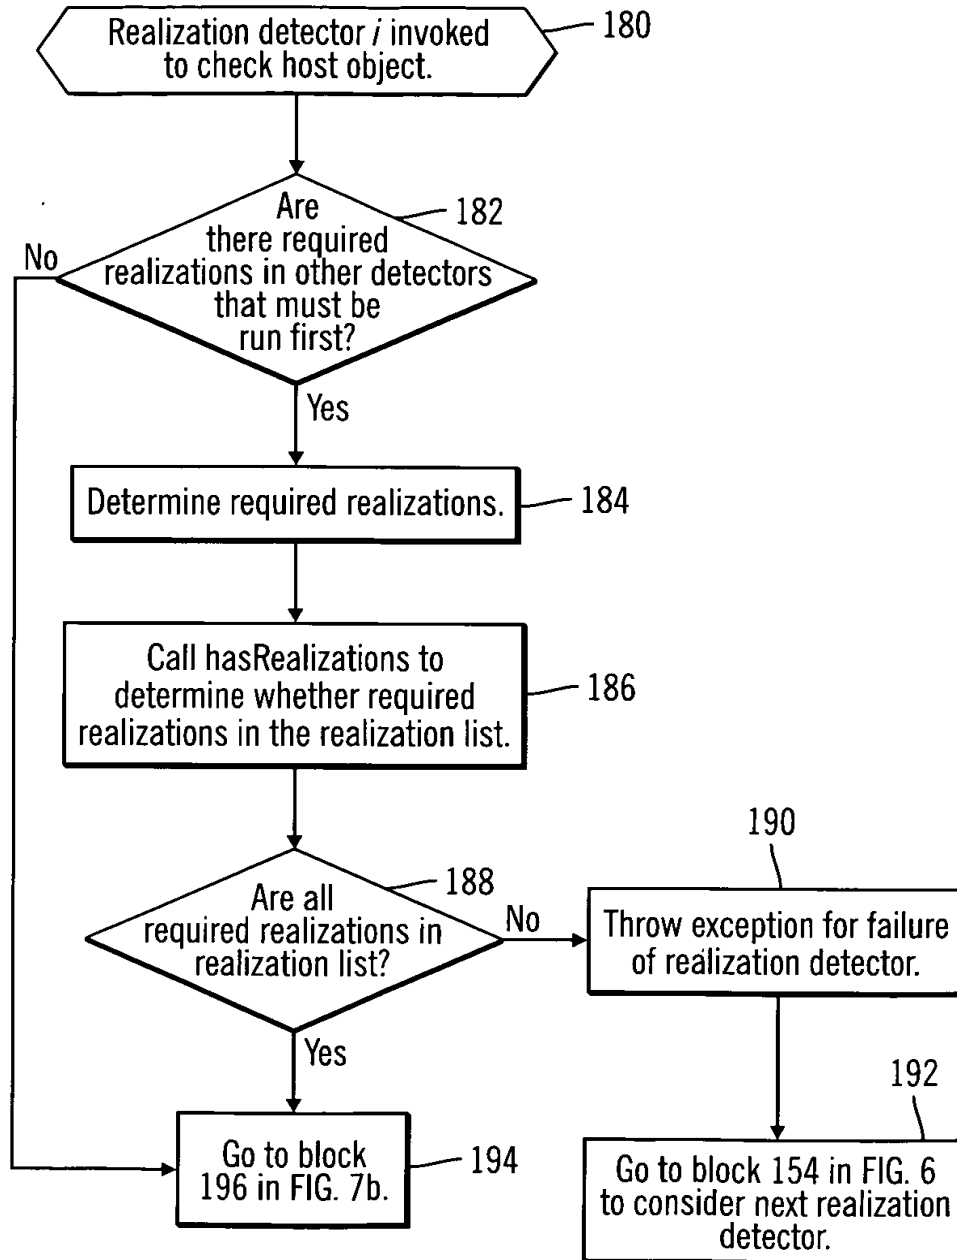 Realization detector i invoked
to check host object.
180
Are
there required
realizations in other detectors
that must be
run first?
182
No
Yes
Determine required realizations.
184
Call hasRealizations to
determine whether required
realizations in the realization list.
186
Are all
required realizations in
realization list?
188
No
190
Throw exception for failure
of realization detector.
Yes
192
Go to block
196 in FIG. 7b.
194
Go to block 154 in FIG. 6
to consider next realization
detector.